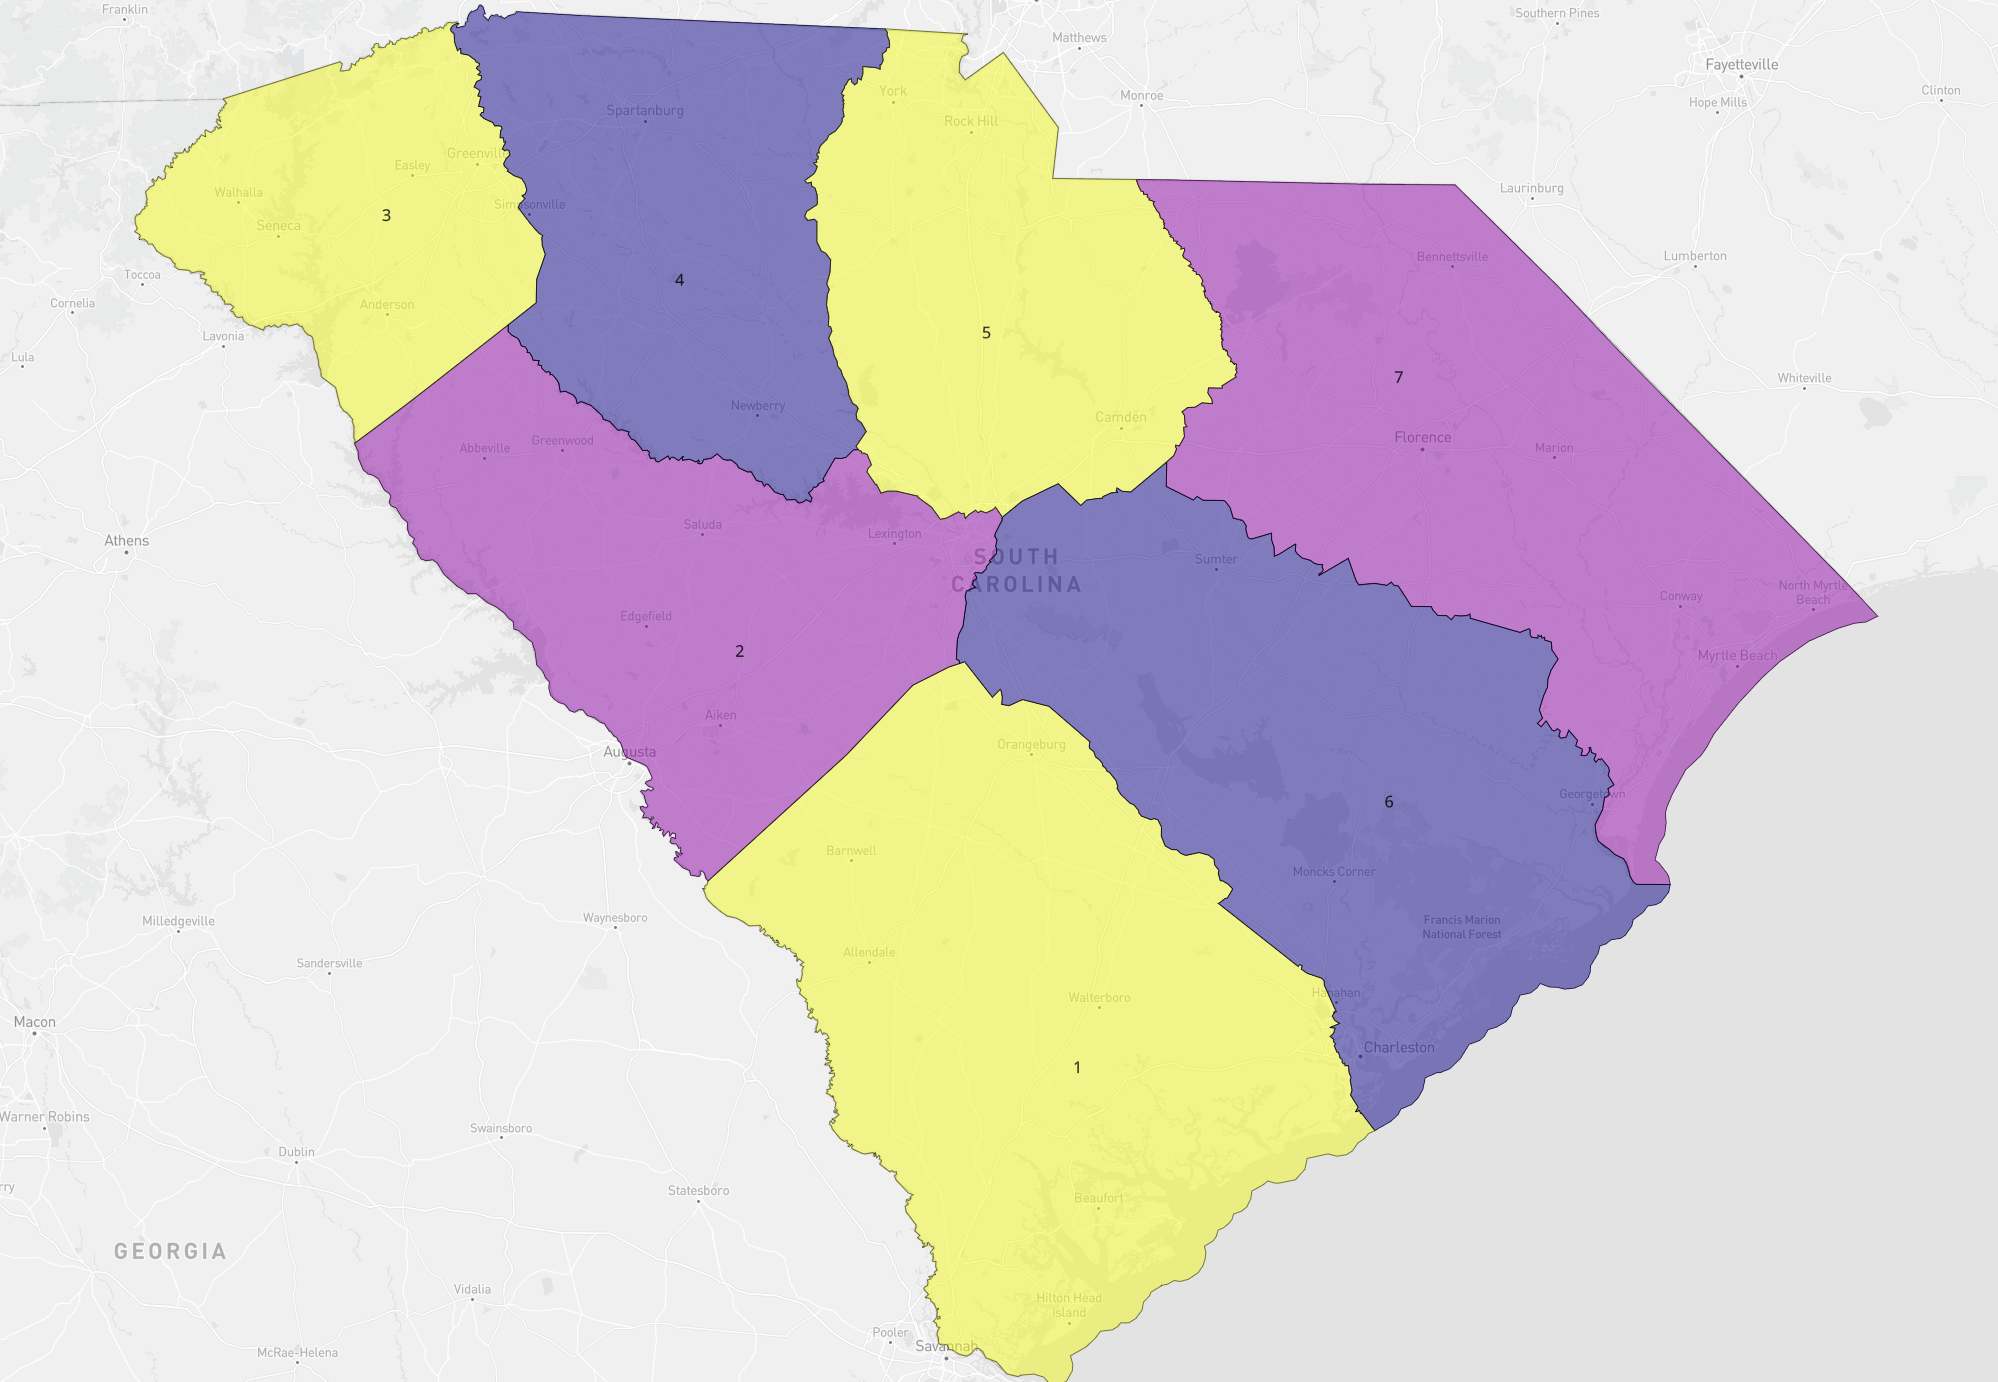 Franklin
Southern Pines
Matthews
Fayetteville
York
Monroe
Hope Mills
Clinton
Spartanburg
Rock Hill
Greenville
Easley
Walhalla
Laurinburg
Simpsonville
3
Seneca
Bennettsville
Lumberton
Toccoa
4
Cornelia
Anderson
Lavonia
5
Lula
7
Whiteville
Newberry
Camden
Abbeville
Greenwood
Florence
Marion
Saluda
Lexington
Athens
SOUTH
CAROLINA
Sumter
North Myrtle
Beach
Conway
Edgefield
2
Myrtle Beach
Aiken
Orangeburg
Augusta
Georgetown
6
Barnwell
Moncks Corner
Milledgeville
Waynesboro
Francis Marion
National Forest
Allendale
Sandersville
Walterboro
Hanahan
Macon
Charleston
1
Warner Robins
Swainsboro
Dublin
rry
Statesboro
Beaufort
GEORGIA
Vidalia
Hilton Head
Island
Pooler
Savannah
McRae-Helena